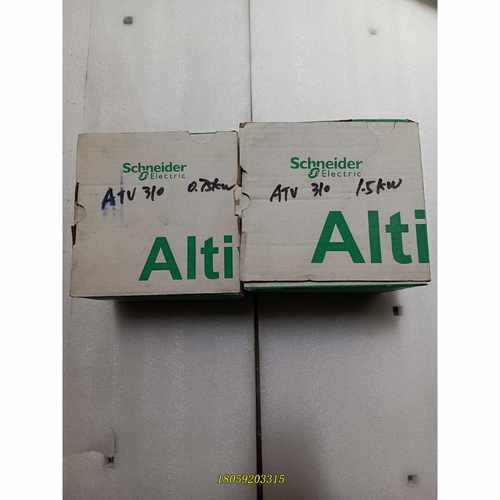 Schneider
Electric
ATV 310 0.75kw
Alti
Schneider
Electric
ATV 310 1.5kw
Alti
18059203315